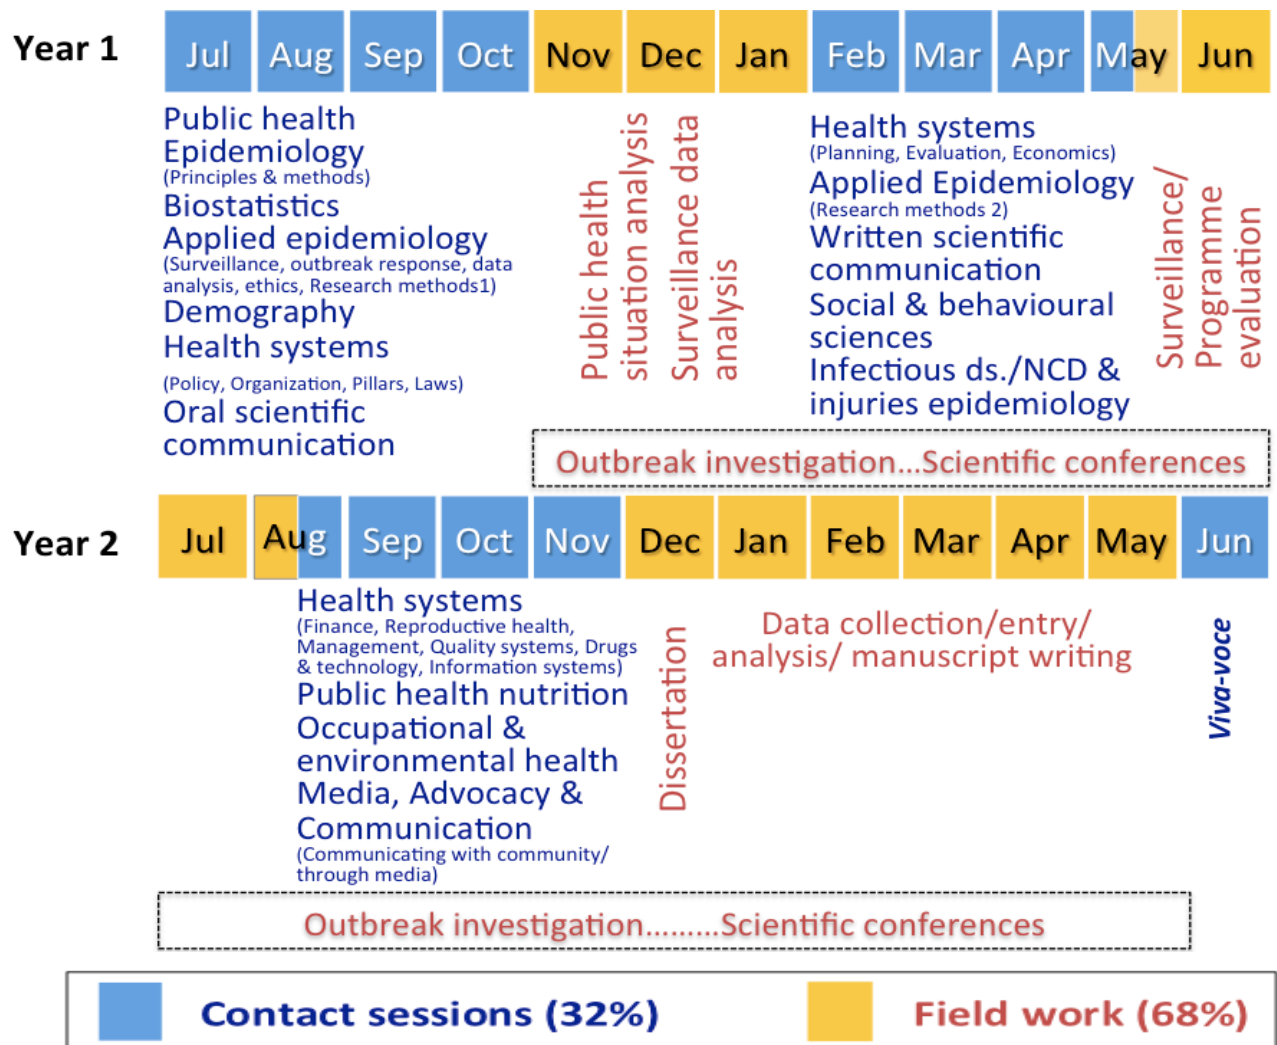 Year 1
Jul Aug Sep Oct Nov Dec Jan Feb Mar Apr May Jun
Public health
Epidemiology
(Principles & methods)
Biostatistics
Applied epidemiology
(Surveillance, outbreak response, data
analysis, ethics, Research methods1)
Demography
Health systems
(Policy, Organization, Pillars, Laws)
Oral scientific
communication
Public health
situation analysis
Surveillance data
analysis
Health systems
(Planning, Evaluation, Economics)
Applied Epidemiology
(Research methods 2)
Written scientific
communication
Social & behavioural
sciences
Infectious ds./NCD &
injuries epidemiology
Surveillance/
Programme
evaluation
Outbreak investigation...Scientific conferences
Year 2
Jul Aug Sep Oct Nov Dec Jan Feb Mar Apr May Jun
Health systems
(Finance, Reproductive health,
Management, Quality systems, Drugs
& technology, Information systems)
Public health nutrition
Occupational &
environmental health
Media, Advocacy &
Communication
(Communicating with community/
through media)
Dissertation
Data collection/entry/
analysis/ manuscript writing
Viva-voce
Outbreak investigation.........Scientific conferences
Contact sessions (32%)
Field work (68%)